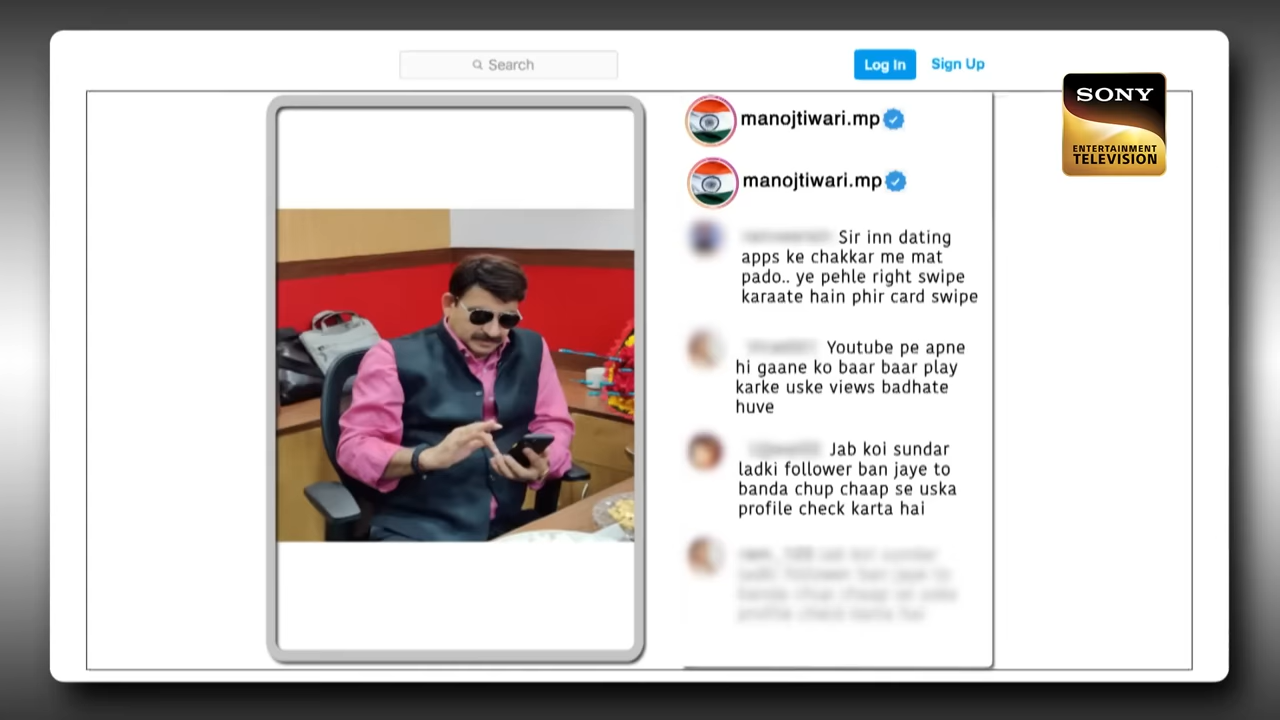 Search
Log In
Sign Up
SONY
ENTERTAINMENT
TELEVISION
manojtiwari.mp
manojtiwari.mp
Sir inn dating
apps ke chakkar me mat
pado.. ye pehle right swipe
karaate hain phir card swipe
Youtube pe apne
hi gaane ko baar baar play
karke uske views badhate
huve
Jab koi sundar
ladki follower ban jaye to
banda chup chaap se uska
profile check karta hai